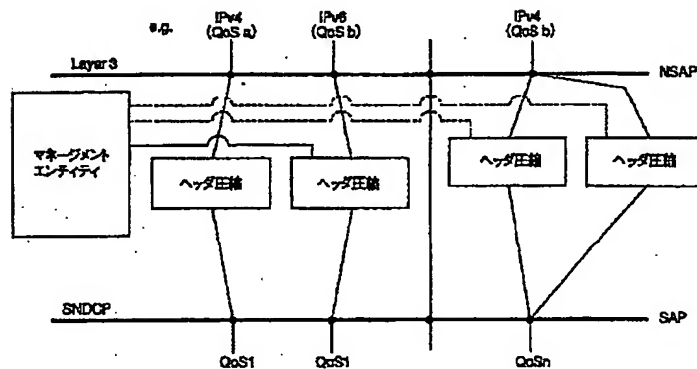 e.g.
IPv4
(QoS a)
IPv6
(QoS b)
IPv4
(QoS b)
Layer 3
NSAP
マネージメント
エンティティ
ヘッダ圧縮
ヘッダ圧縮
ヘッダ圧縮
ヘッダ圧縮
SNDCP
SAP
QoS1
QoS1
QoSn